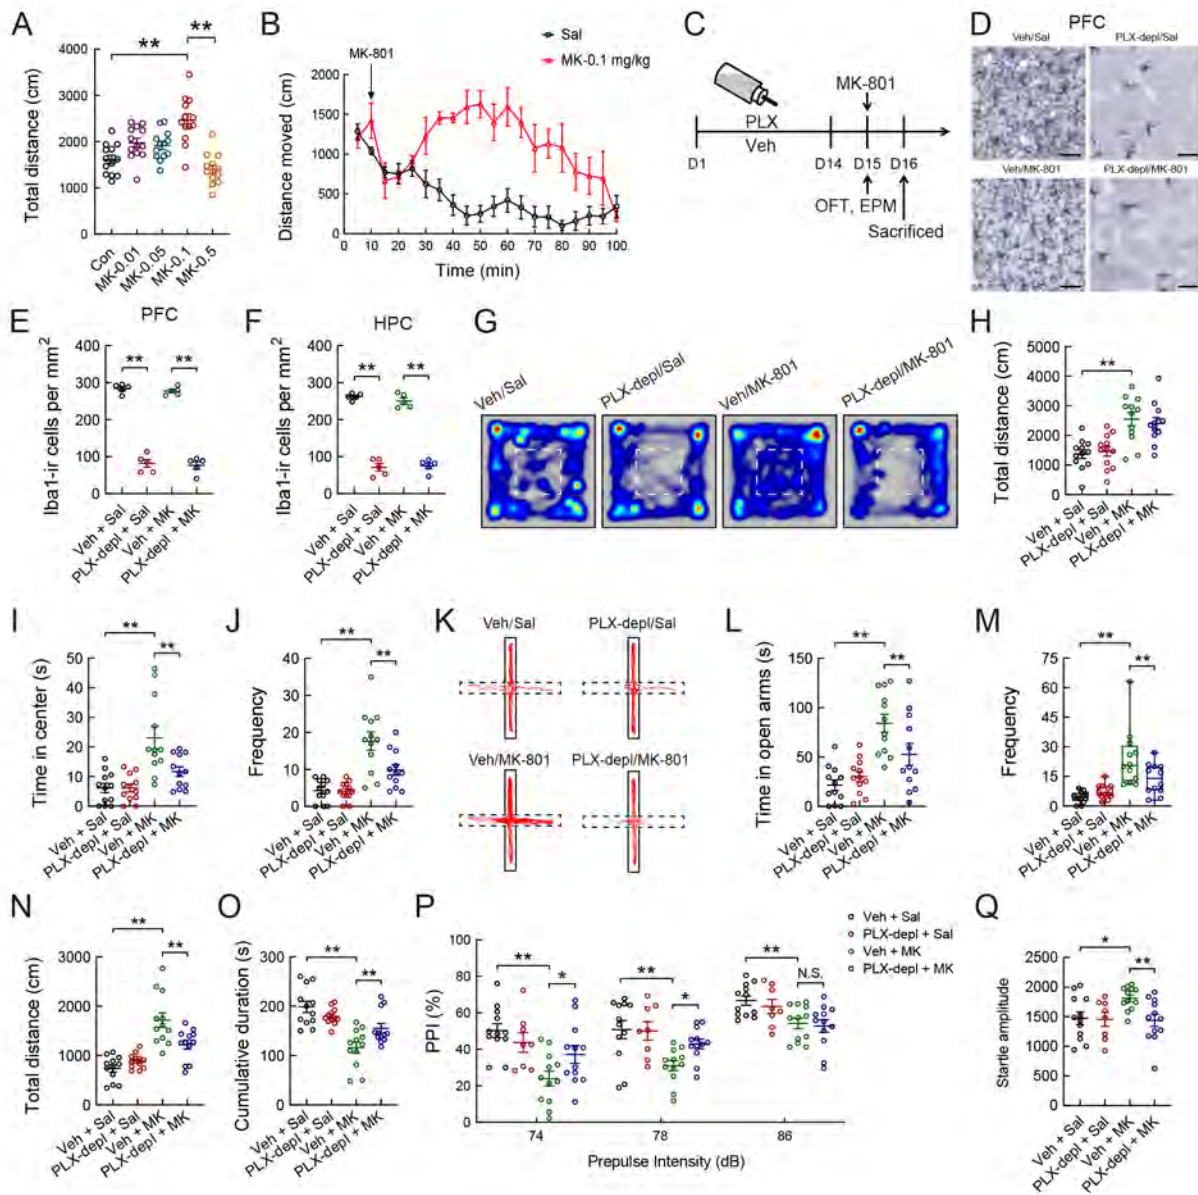 A
Total distance (cm)
4000
3000
2000
1000
0
**
**
Con
MK-0.01
MK-0.05
MK-0.1
MK-0.5
B
Distance moved (cm)
2000
1500
1000
500
0
MK-801
Sal
MK-0.1 mg/kg
0 10 20 30 40 50 60 70 80 90 100
Time (min)
C
MK-801
PLX
Veh
D1
D14
D15
D16
OFT, EPM
Sacrificed
D
PFC
Veh/Sal
PLX-depl/Sal
Veh/MK-801
PLX-depl/MK-801
E
PFC
Iba1-ir cells per mm²
400
300
200
100
0
**
**
Veh + Sal
PLX-depl + Sal
Veh + MK
PLX-depl + MK
F
HPC
Iba1-ir cells per mm²
400
300
200
100
0
**
**
Veh + Sal
PLX-depl + Sal
Veh + MK
PLX-depl + MK
G
Veh/Sal
PLX-depl/Sal
Veh/MK-801
PLX-depl/MK-801
H
Total distance (cm)
5000
4000
3000
2000
1000
0
**
Veh + Sal
PLX-depl + Sal
Veh + MK
PLX-depl + MK
I
Time in center (s)
50
40
30
20
10
0
**
**
Veh + Sal
PLX-depl + Sal
Veh + MK
PLX-depl + MK
J
Frequency
40
30
20
10
0
**
**
Veh + Sal
PLX-depl + Sal
Veh + MK
PLX-depl + MK
K
Veh/Sal
PLX-depl/Sal
Veh/MK-801
PLX-depl/MK-801
L
Time in open arms (s)
150
100
50
0
**
**
Veh + Sal
PLX-depl + Sal
Veh + MK
PLX-depl + MK
M
Frequency
75
60
45
30
15
0
**
**
Veh + Sal
PLX-depl + Sal
Veh + MK
PLX-depl + MK
N
Total distance (cm)
3000
2000
1000
0
**
**
Veh + Sal
PLX-depl + Sal
Veh + MK
PLX-depl + MK
O
Cumulative duration (s)
300
200
100
0
**
**
Veh + Sal
PLX-depl + Sal
Veh + MK
PLX-depl + MK
P
PPI (%)
100
80
60
40
20
0
**
*
**
*
**
N.S.
Veh + Sal
PLX-depl + Sal
Veh + MK
PLX-depl + MK
74
78
86
Prepulse Intensity (dB)
Q
Startle amplitude
2500
2000
1500
1000
500
0
*
**
Veh + Sal
PLX-depl + Sal
Veh + MK
PLX-depl + MK